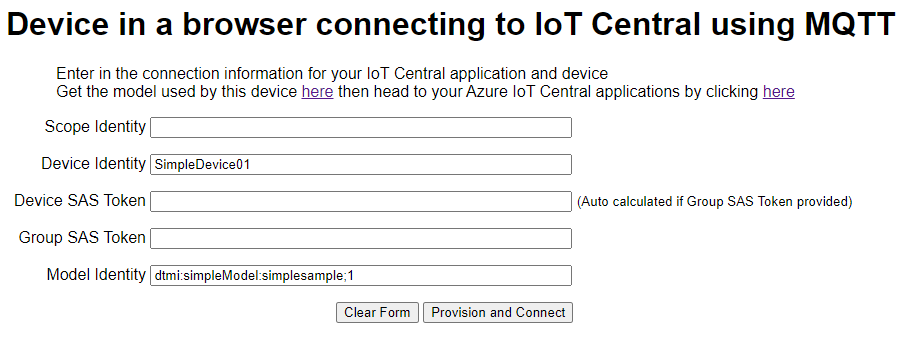 Device in a browser connecting to IoT Central using MQTT
Enter in the connection information for your IoT Central application and device
Get the model used by this device here then head to your Azure IoT Central applications by clicking here
Scope Identity
Device Identity SimpleDevice01
Device SAS Token (Auto calculated if Group SAS Token provided)
Group SAS Token
Model Identity dtmi:simpleModel:simplesample;1
Clear Form Provision and Connect